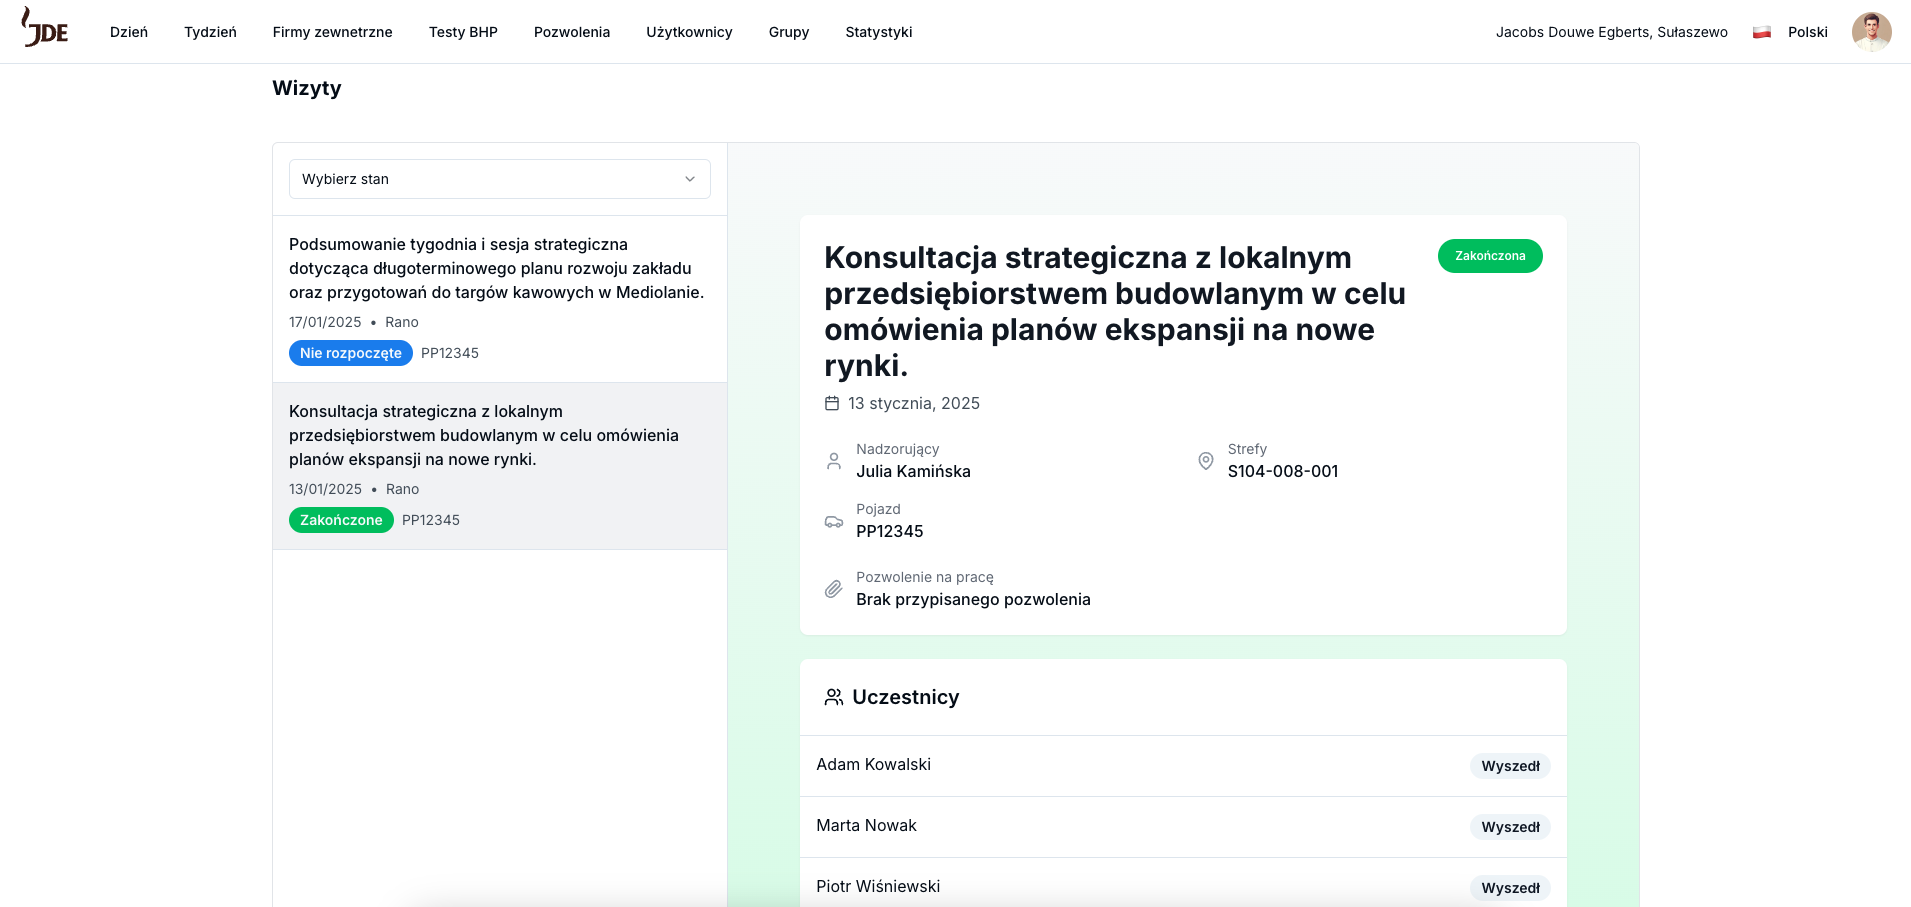 JDE
Dzień
Tydzień
Firmy zewnetrzne
Testy BHP
Pozwolenia
Użytkownicy
Grupy
Statystyki
Jacobs Douwe Egberts, Sułaszewo
Polski
Wizyty
Wybierz stan
Podsumowanie tygodnia i sesja strategiczna
dotycząca długoterminowego planu rozwoju zakładu
oraz przygotowań do targów kawowych w Mediolanie.
17/01/2025 • Rano
Nie rozpoczęte PP12345
Konsultacja strategiczna z lokalnym
przedsiębiorstwem budowlanym w celu omówienia
planów ekspansji na nowe rynki.
13/01/2025 • Rano
Zakończone PP12345
Konsultacja strategiczna z lokalnym
przedsiębiorstwem budowlanym w celu
omówienia planów ekspansji na nowe
rynki.
Zakończona
13 stycznia, 2025
Nadzorujący
Julia Kamińska
Strefy
S104-008-001
Pojazd
PP12345
Pozwolenie na pracę
Brak przypisanego pozwolenia
Uczestnicy
Adam Kowalski
Wyszedł
Marta Nowak
Wyszedł
Piotr Wiśniewski
Wyszedł